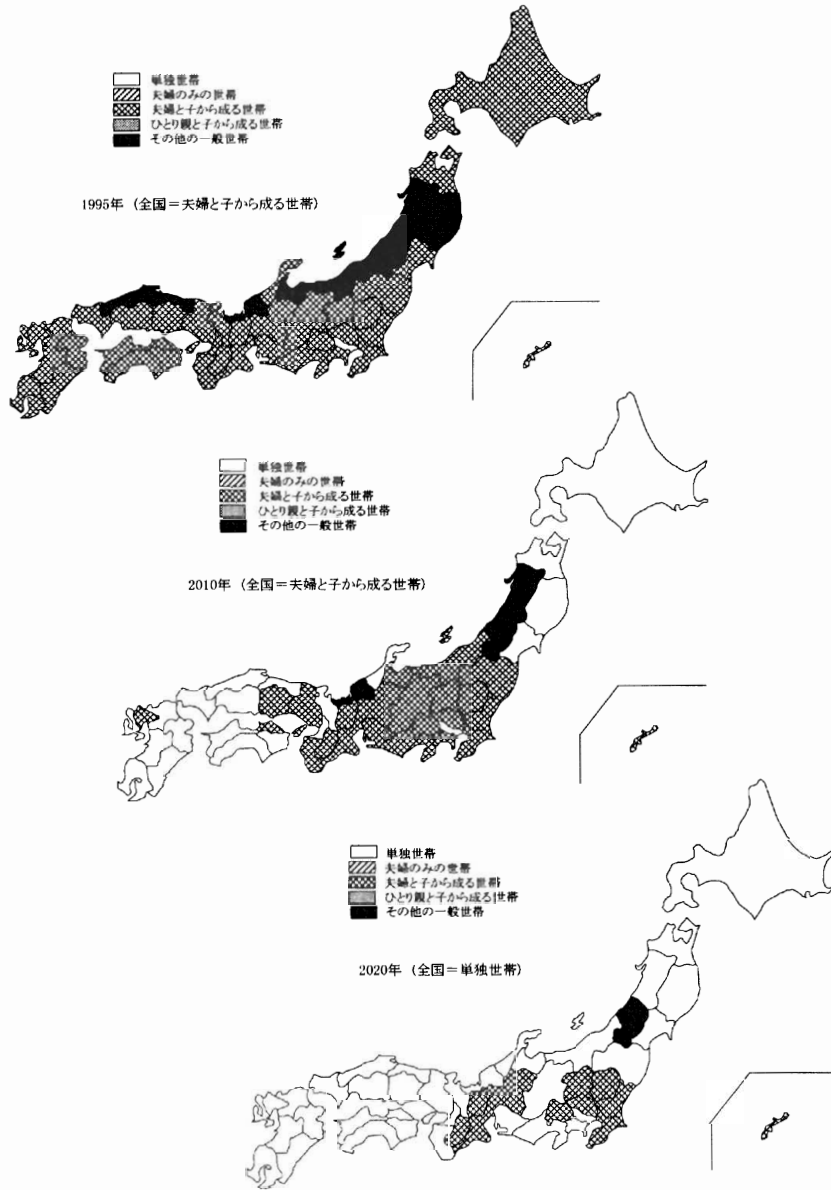 単独世帯
夫婦のみの世帯
夫婦と子から成る世帯
ひとり親と子から成る世帯
その他の一般世帯
1995年 (全国＝夫婦と子から成る世帯)
単独世帯
夫婦のみの世帯
夫婦と子から成る世帯
ひとり親と子から成る世帯
その他の一般世帯
2010年 (全国＝夫婦と子から成る世帯)
単独世帯
夫婦のみの世帯
夫婦と子から成る世帯
ひとり親と子から成る世帯
その他の一般世帯
2020年 (全国＝単独世帯)